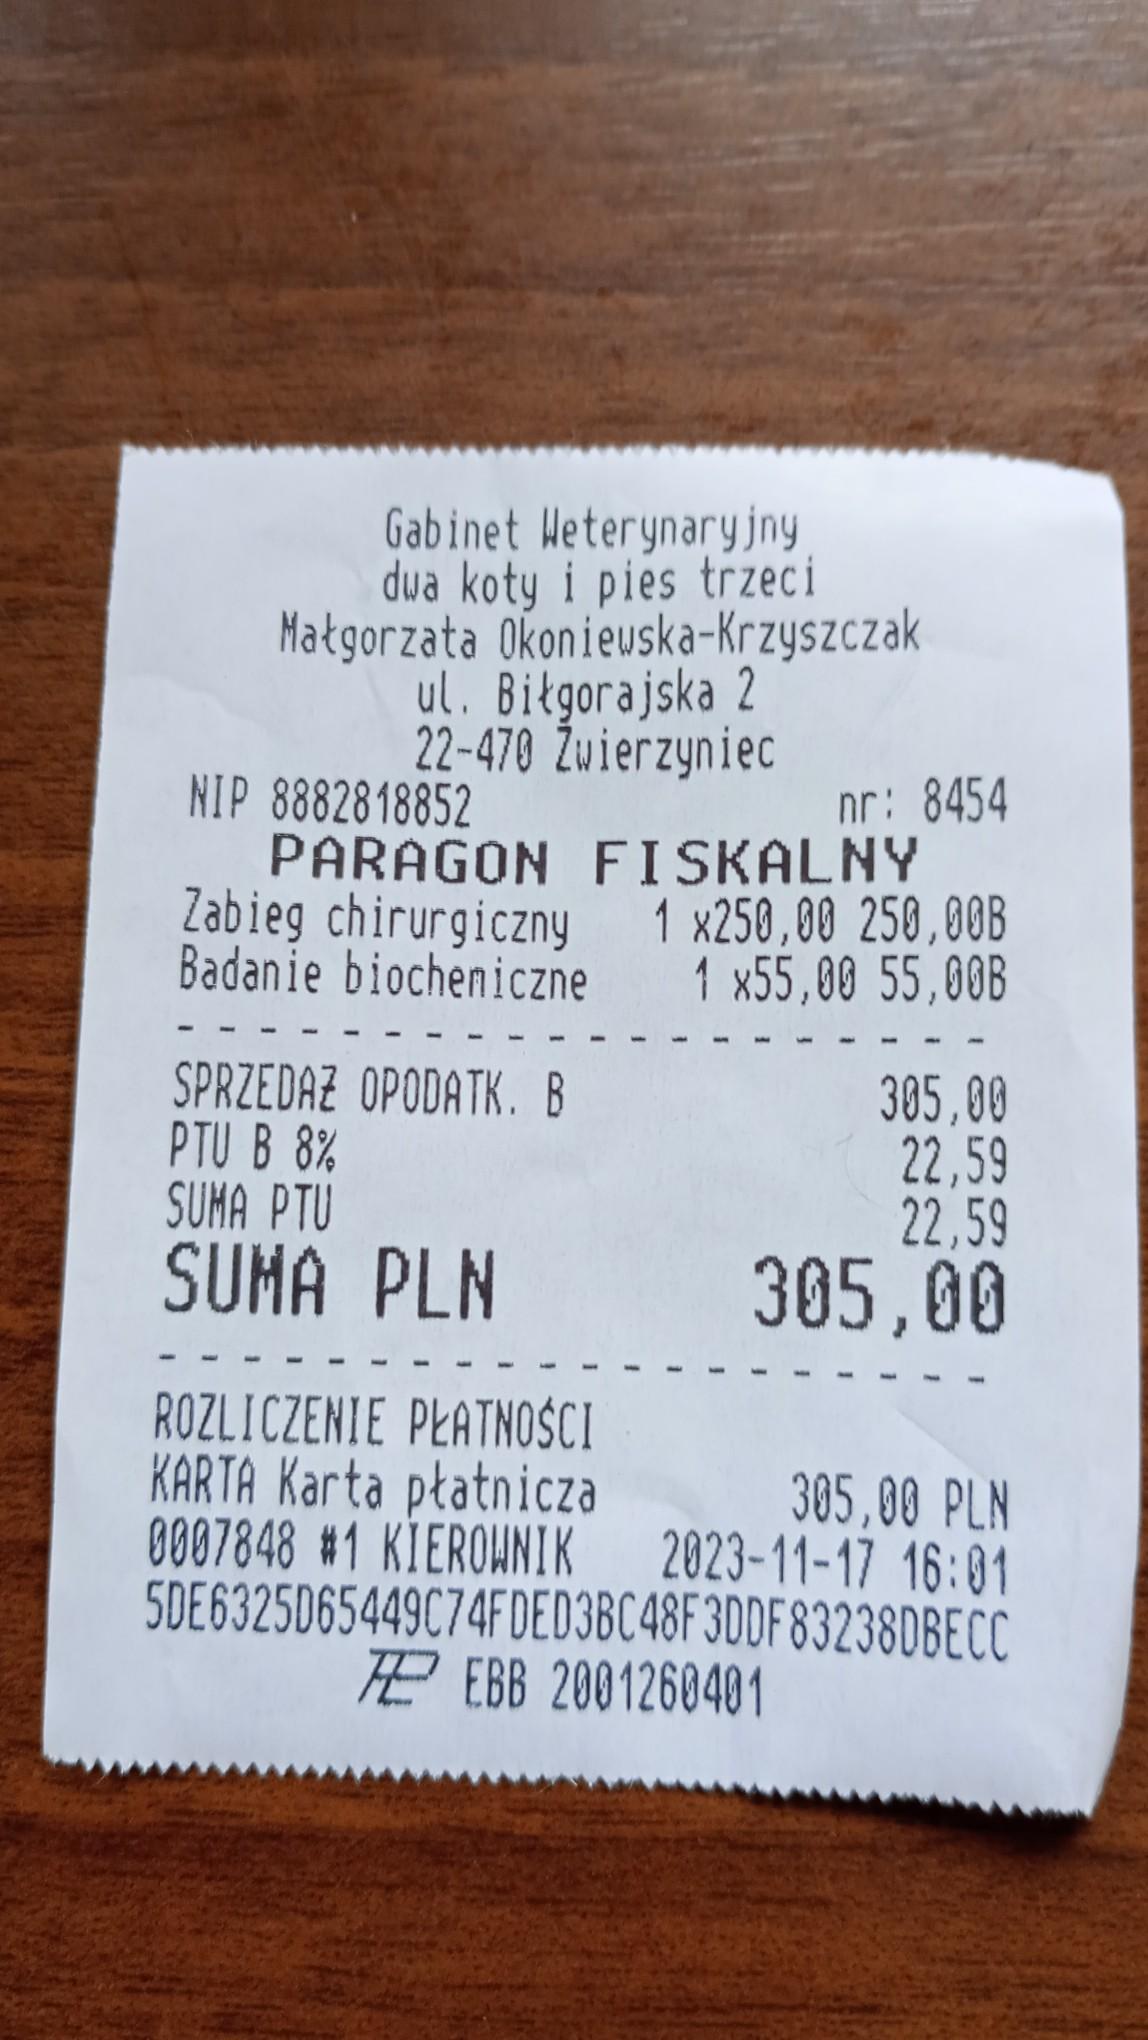 Gabinet Weterynaryjny
dwa koty i pies trzeci
Małgorzata Okoniewska-Krzyszczak
ul. Biłgorajska 2
22-470 Zwierzyniec
NIP 8882818852 nr: 8454
PARAGON FISKALNY
Zabieg chirurgiczny 1 x250,00 250,00B
Badanie biochemiczne 1 x55,00 55,00B
SPRZEDAŻ OPODATK. B 305,00
PTU B 8% 22,59
SUMA PTU 22,59
SUMA PLN 305,00
ROZLICZENIE PŁATNOŚCI
KARTA Karta płatnicza 305,00 PLN
0007848 #1 KIEROWNIK 2023-11-17 16:01
5DE6325D65449C74FDED3BC48F3DDF83238DBECC
EBB 2001260401